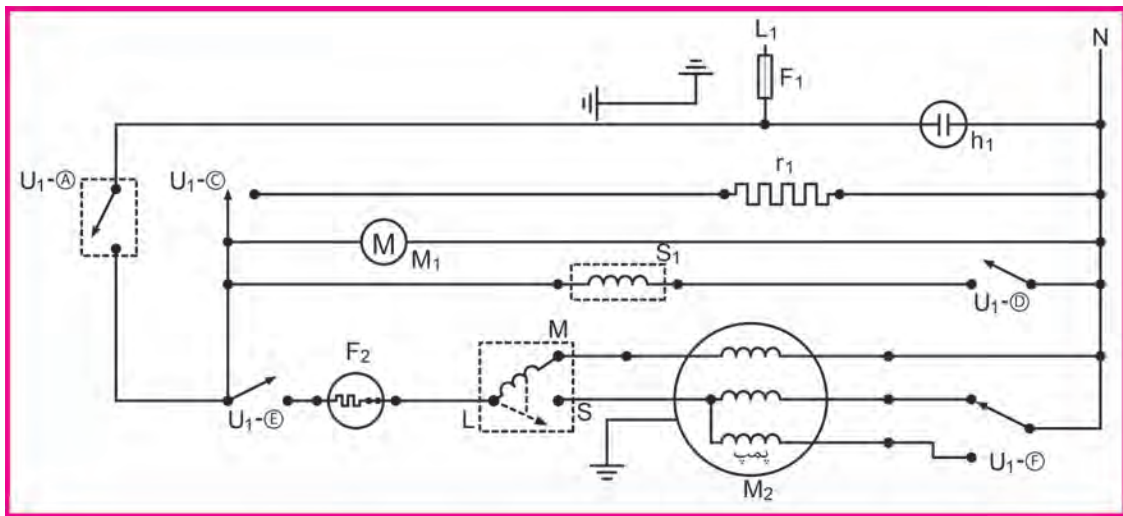 L₁
N
F₁
h₁
U₁-Ⓐ
U₁-Ⓒ
r₁
M
M₁
S₁
U₁-Ⓓ
F₂
M
L
S
U₁-Ⓔ
پمپ
U₁-Ⓕ
M₂